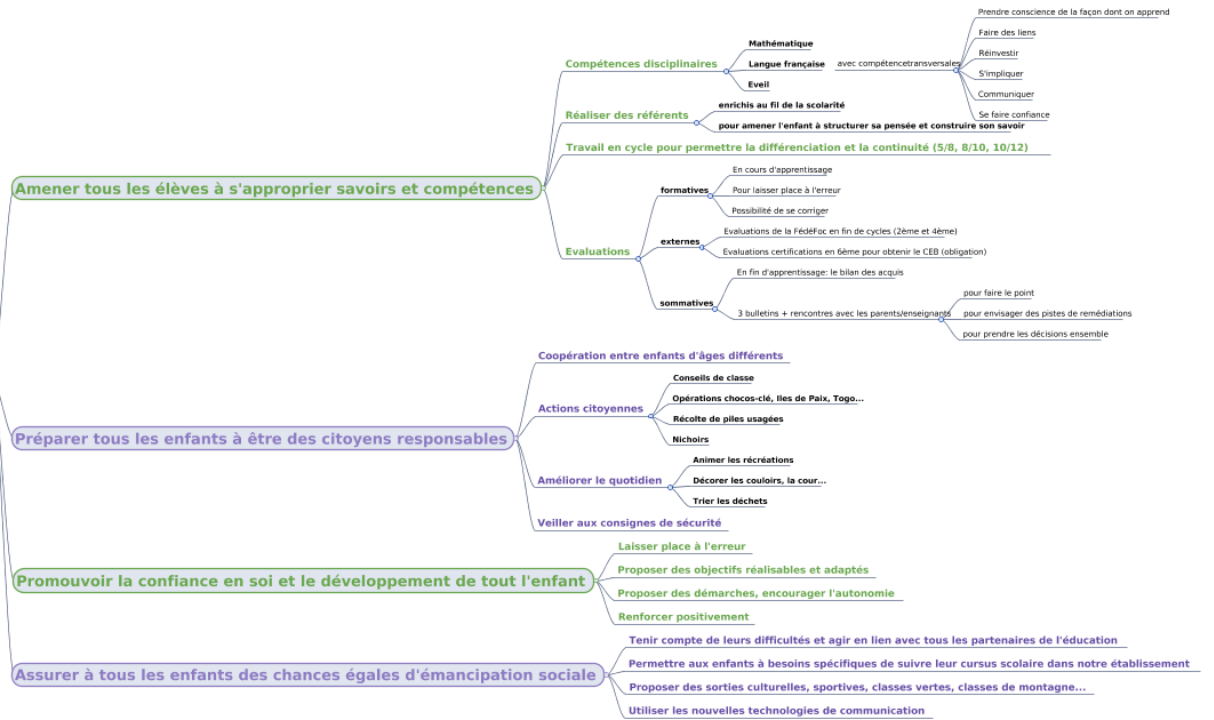 Amener tous les élèves à s'approprier savoirs et compétences
Compétences disciplinaires
Mathématique
Langue française
Eveil
avec compétencetransversales
Prendre conscience de la façon dont on apprend
Faire des liens
Réinvestir
S'impliquer
Communiquer
Se faire confiance
Réaliser des référents
enrichis au fil de la scolarité
pour amener l'enfant à structurer sa pensée et construire son savoir
Travail en cycle pour permettre la différenciation et la continuité (5/8, 8/10, 10/12)
Evaluations
formatives
En cours d'apprentissage
Pour laisser place à l'erreur
Possibilité de se corriger
externes
Evaluations de la FédéFoc en fin de cycles (2ème et 4ème)
Evaluations certifications en 6ème pour obtenir le CEB (obligation)
sommatives
En fin d'apprentissage: le bilan des acquis
3 bulletins + rencontres avec les parents/enseignants
pour faire le point
pour envisager des pistes de remédiations
pour prendre les décisions ensemble
Préparer tous les enfants à être des citoyens responsables
Coopération entre enfants d'âges différents
Actions citoyennes
Conseils de classe
Opérations chocos-clé, Iles de Paix, Togo...
Récolte de piles usagées
Nichoirs
Améliorer le quotidien
Animer les récréations
Décorer les couloirs, la cour...
Trier les déchets
Veiller aux consignes de sécurité
Promouvoir la confiance en soi et le développement de tout l'enfant
Laisser place à l'erreur
Proposer des objectifs réalisables et adaptés
Proposer des démarches, encourager l'autonomie
Renforcer positivement
Assurer à tous les enfants des chances égales d'émancipation sociale
Tenir compte de leurs difficultés et agir en lien avec tous les partenaires de l'éducation
Permettre aux enfants à besoins spécifiques de suivre leur cursus scolaire dans notre établissement
Proposer des sorties culturelles, sportives, classes vertes, classes de montagne...
Utiliser les nouvelles technologies de communication